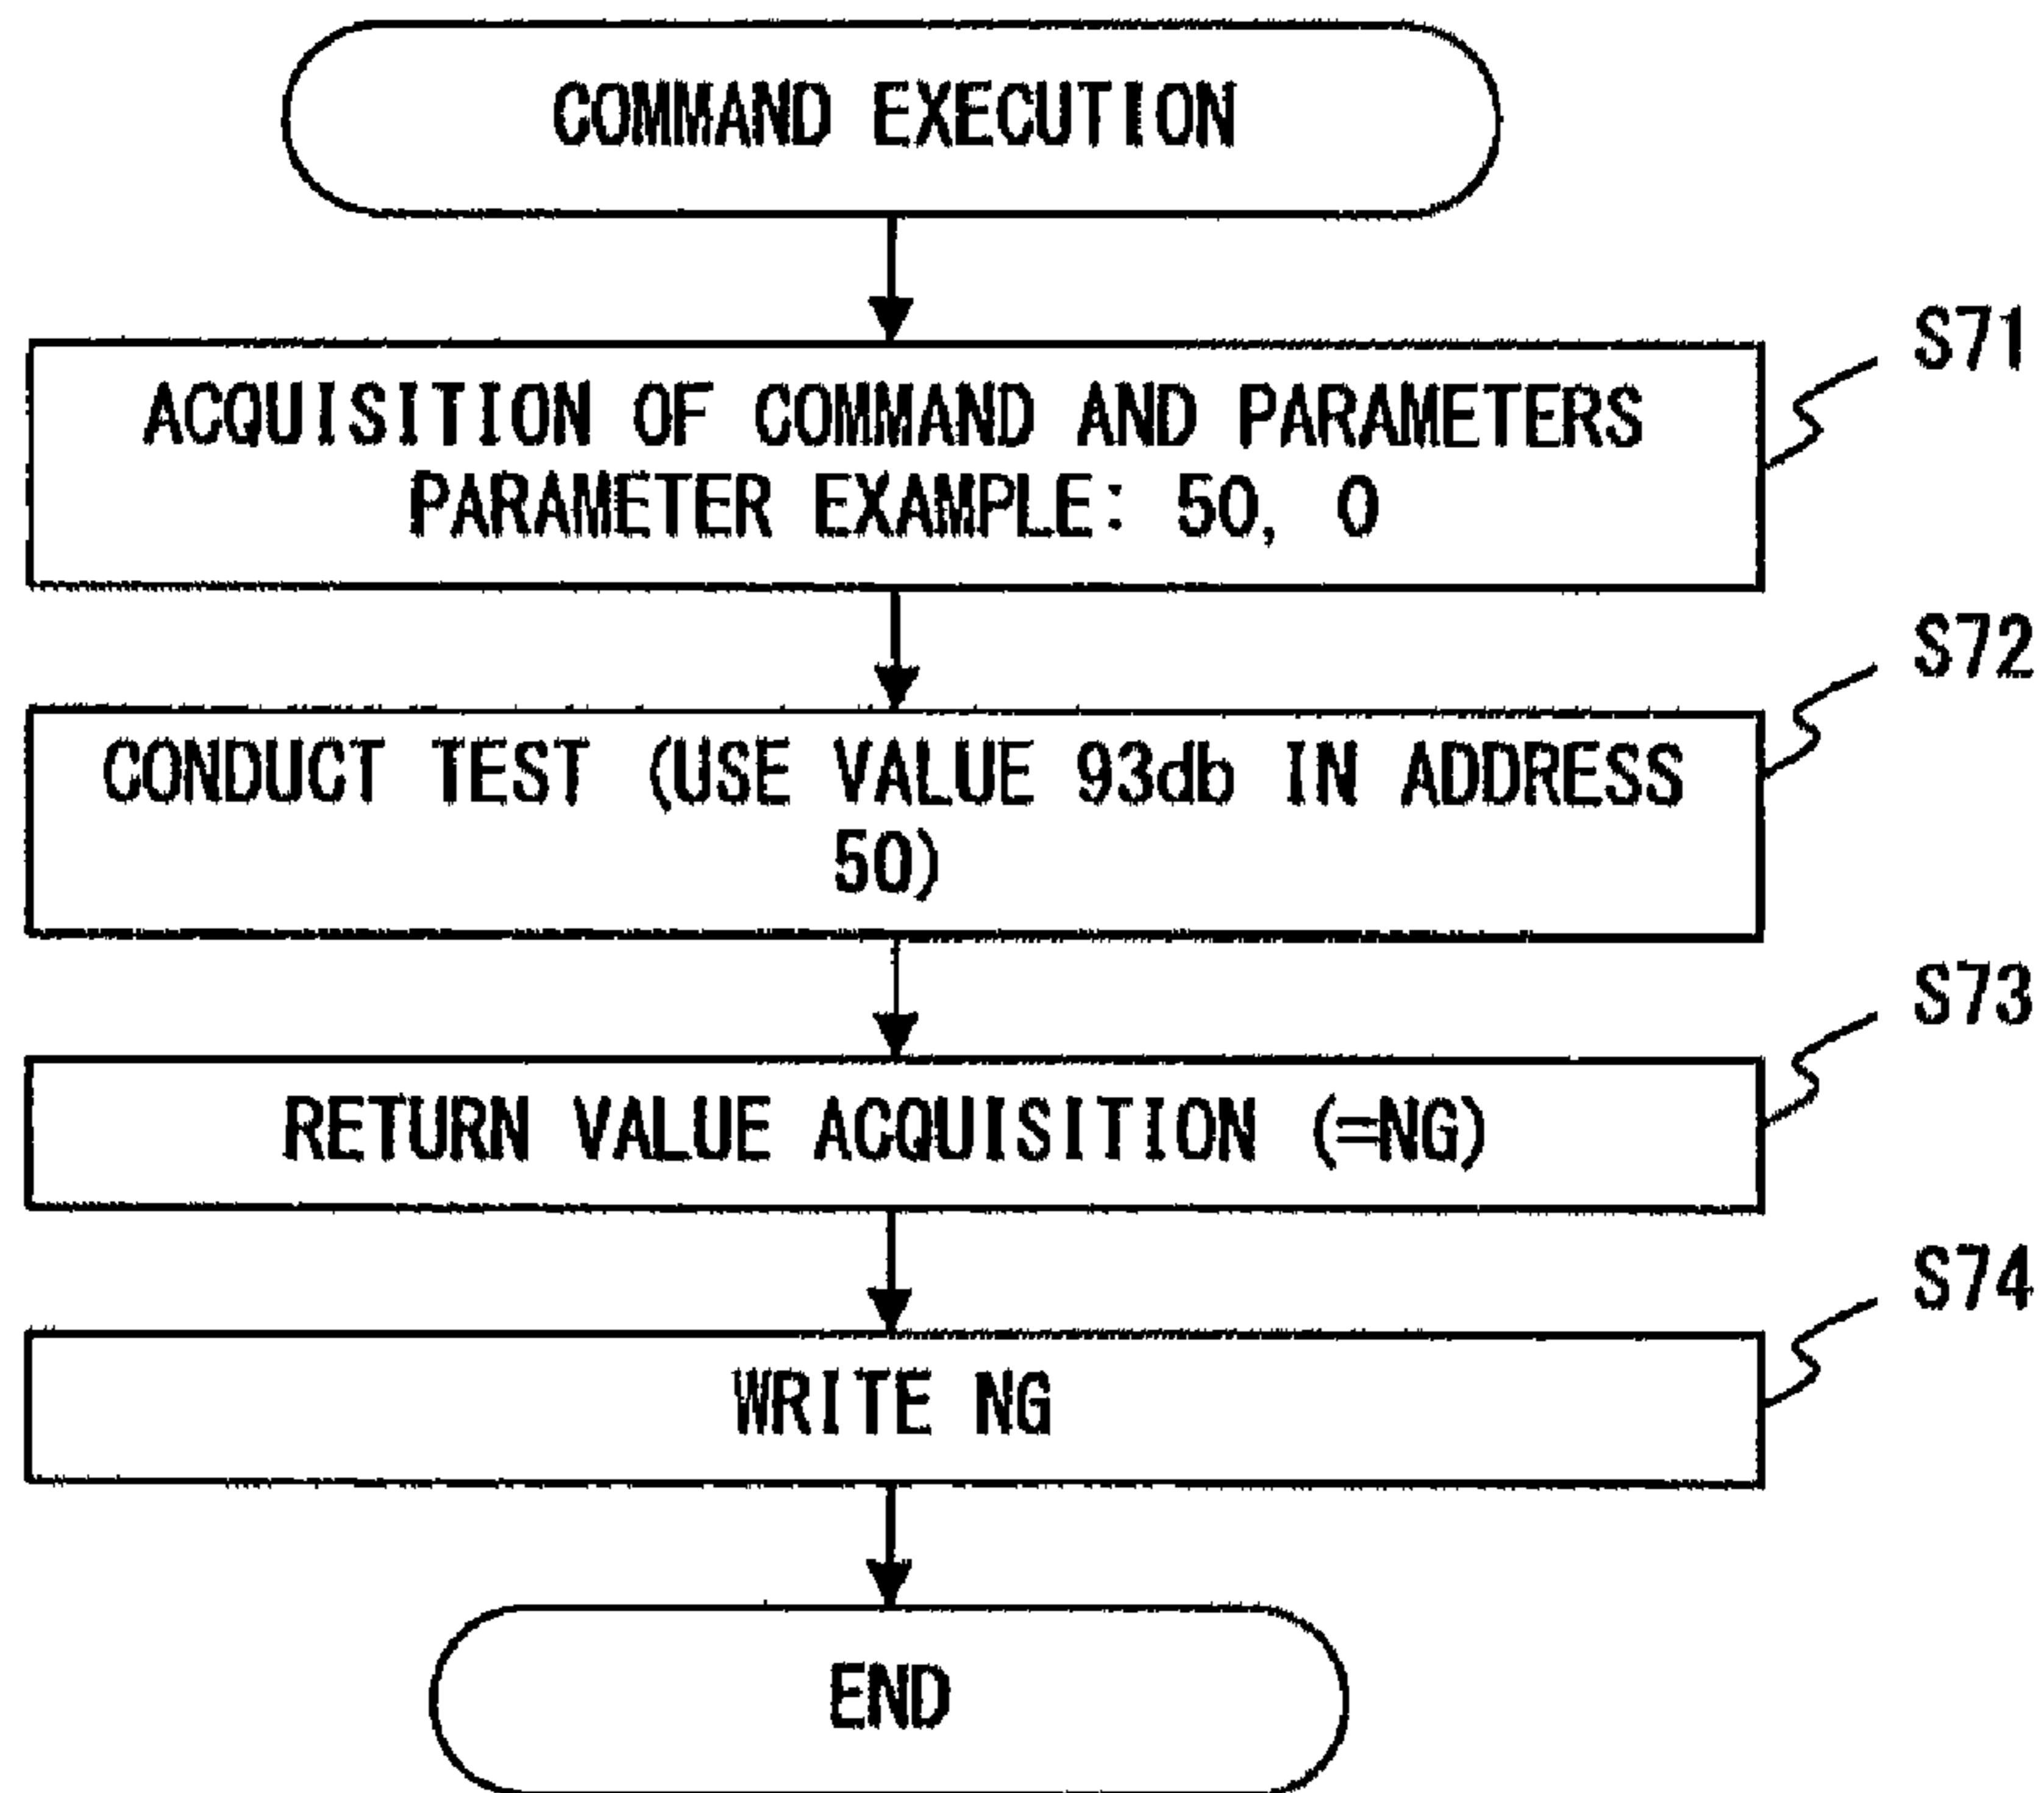 COMMAND EXECUTION
S71
ACQUISITION OF COMMAND AND PARAMETERS
PARAMETER EXAMPLE: 50, 0
S72
CONDUCT TEST (USE VALUE 93db IN ADDRESS
50)
S73
RETURN VALUE ACQUISITION (=NG)
S74
WRITE NG
END